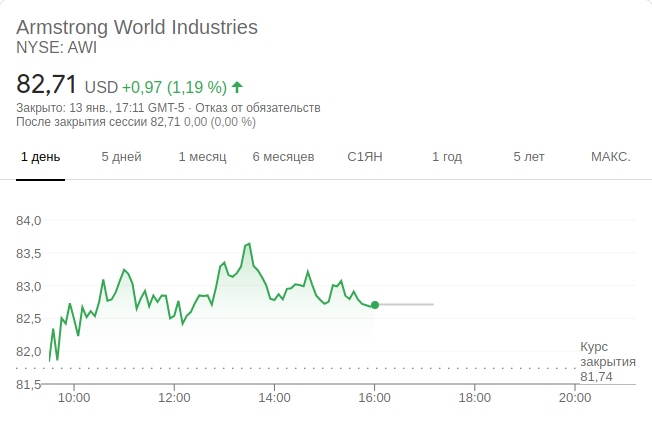 Armstrong World Industries
NYSE: AWI
82,71 USD +0,97 (1,19 %)
Закрыто: 13 янв., 17:11 GMT-5 · Отказ от обязательств
После закрытия сессии 82,71 0,00 (0,00 %)
1 день 5 дней 1 месяц 6 месяцев С1ЯН 1 год 5 лет МАКС.
84,0
83,5
83,0
82,5
82,0
81,5
Курс
закрытия
81,74
10:00 12:00 14:00 16:00 18:00 20:00